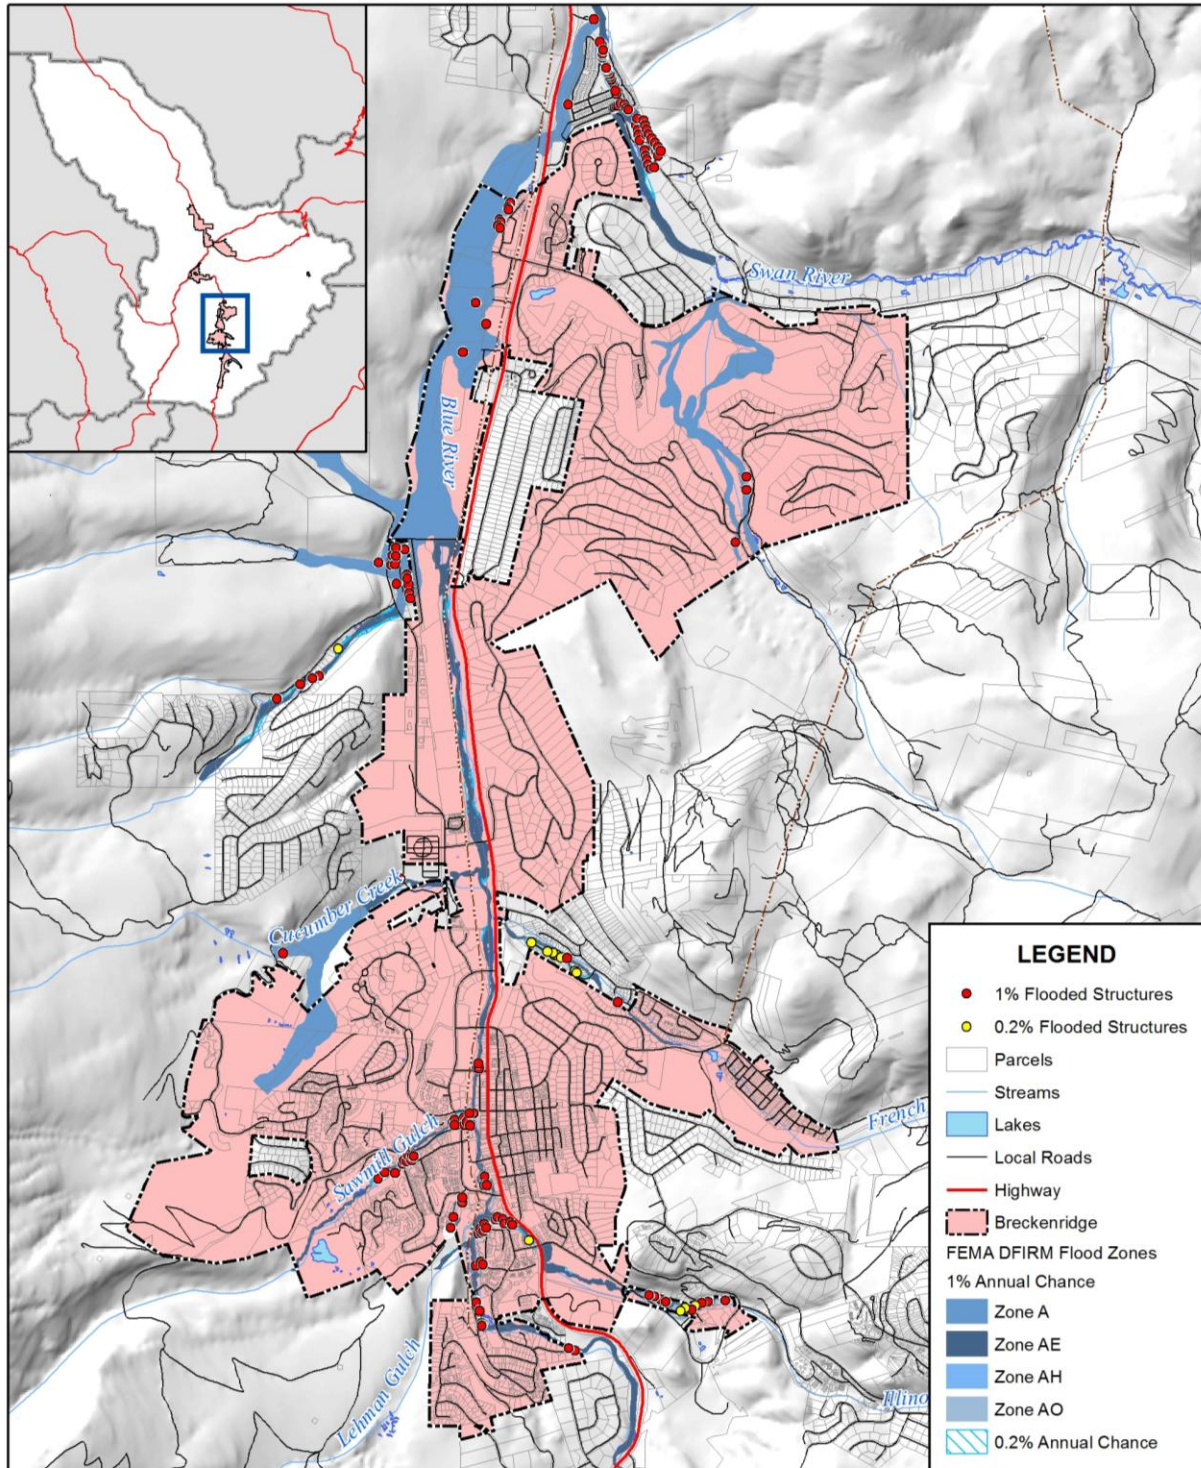 Swan River
Blue River
Cucumber Creek
Sawmill Gulch
Lehman Gulch
French
Illino
LEGEND
1% Flooded Structures
0.2% Flooded Structures
Parcels
Streams
Lakes
Local Roads
Highway
Breckenridge
FEMA DFIRM Flood Zones
1% Annual Chance
Zone A
Zone AE
Zone AH
Zone AO
0.2% Annual Chance